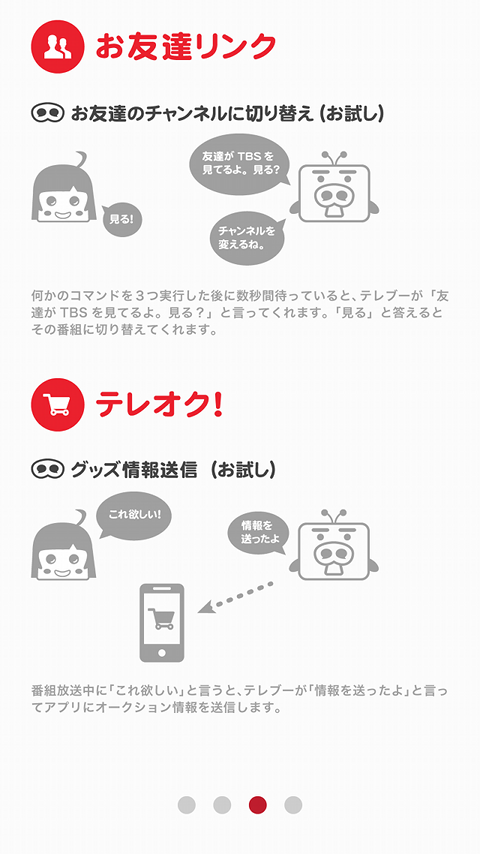 お友達リンク
お友達のチャンネルに切り替え（お試し）
友達が TBS を
見てるよ。見る？
見る！
チャンネルを
変えるね。
何かのコマンドを３つ実行した後に数秒間待っていると、テレブーが「友
達が TBS を見てるよ。見る？」と言ってくれます。「見る」と答えると
その番組に切り替えてくれます。
テレオク！
グッズ情報送信 （お試し）
これ欲しい！
情報を
送ったよ
番組放送中に「これ欲しい」と言うと、テレブーが「情報を送ったよ」と言っ
てアプリにオークション情報を送信します。